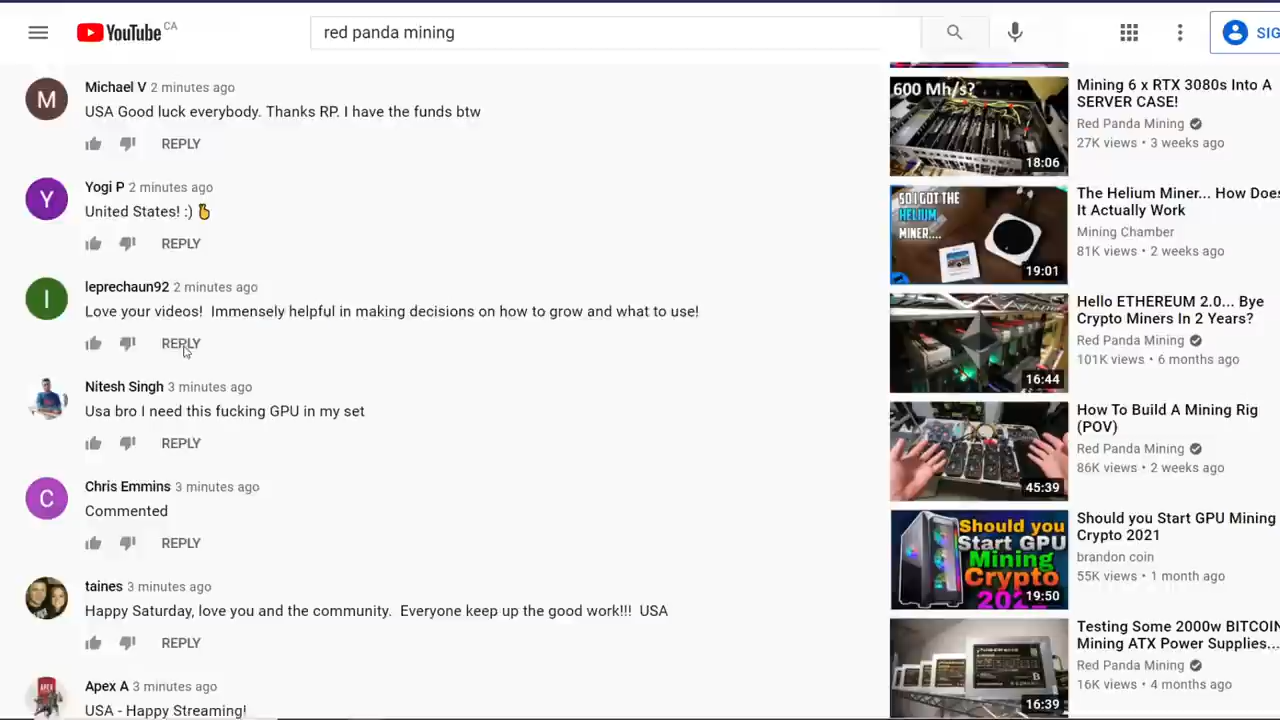 YouTube CA
red panda mining
SIG
M
Michael V 2 minutes ago
USA Good luck everybody. Thanks RP. I have the funds btw
REPLY
Y
Yogi P 2 minutes ago
United States! :)
REPLY
l
leprechaun92 2 minutes ago
Love your videos!  Immensely helpful in making decisions on how to grow and what to use!
REPLY
Nitesh Singh 3 minutes ago
Usa bro I need this fucking GPU in my set
REPLY
C
Chris Emmins 3 minutes ago
Commented
REPLY
taines 3 minutes ago
Happy Saturday, love you and the community.  Everyone keep up the good work!!!  USA
REPLY
Apex A 3 minutes ago
USA - Happy Streaming!
600 Mh/s?
18:06
Mining 6 x RTX 3080s Into A
SERVER CASE!
Red Panda Mining
27K views • 3 weeks ago
SO I GOT THE
HELIUM
MINER....
19:01
The Helium Miner... How Does
It Actually Work
Mining Chamber
81K views • 2 weeks ago
16:44
Hello ETHEREUM 2.0... Bye
Crypto Miners In 2 Years?
Red Panda Mining
101K views • 6 months ago
45:39
How To Build A Mining Rig
(POV)
Red Panda Mining
86K views • 2 weeks ago
Should you
Start GPU
Mining
Crypto
202
19:50
Should you Start GPU Mining
Crypto 2021
brandon coin
55K views • 1 month ago
16:39
Testing Some 2000w BITCOIN
Mining ATX Power Supplies...
Red Panda Mining
16K views • 4 months ago